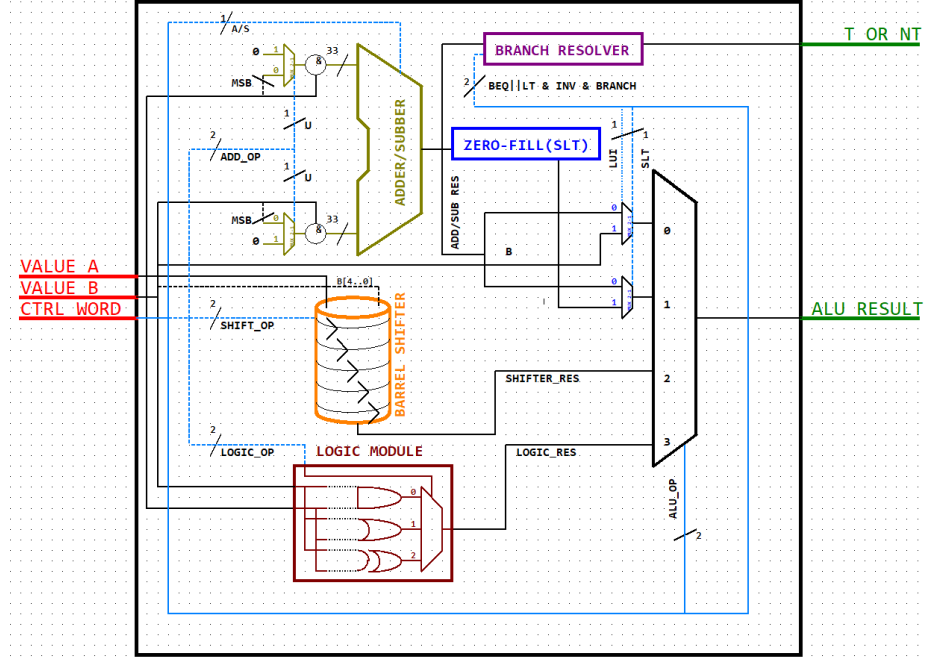 1
A/S
T OR NT
BRANCH RESOLVER
0
1
0
&
33
MSB
2
BEQ||LT & INV & BRANCH
1
U
2
ADD_OP
1
U
ADDER/SUBBER
ZERO-FILL(SLT)
1
1
LUI
SLT
ADD/SUB RES
MSB
0
&
33
0
1
0
1
B
0
VALUE A
VALUE B
CTRL WORD
B[4..0]
2
SHIFT_OP
BARREL SHIFTER
0
1
1
ALU RESULT
SHIFTER_RES
2
2
LOGIC_OP
LOGIC MODULE
LOGIC_RES
3
0
1
2
ALU_OP
2